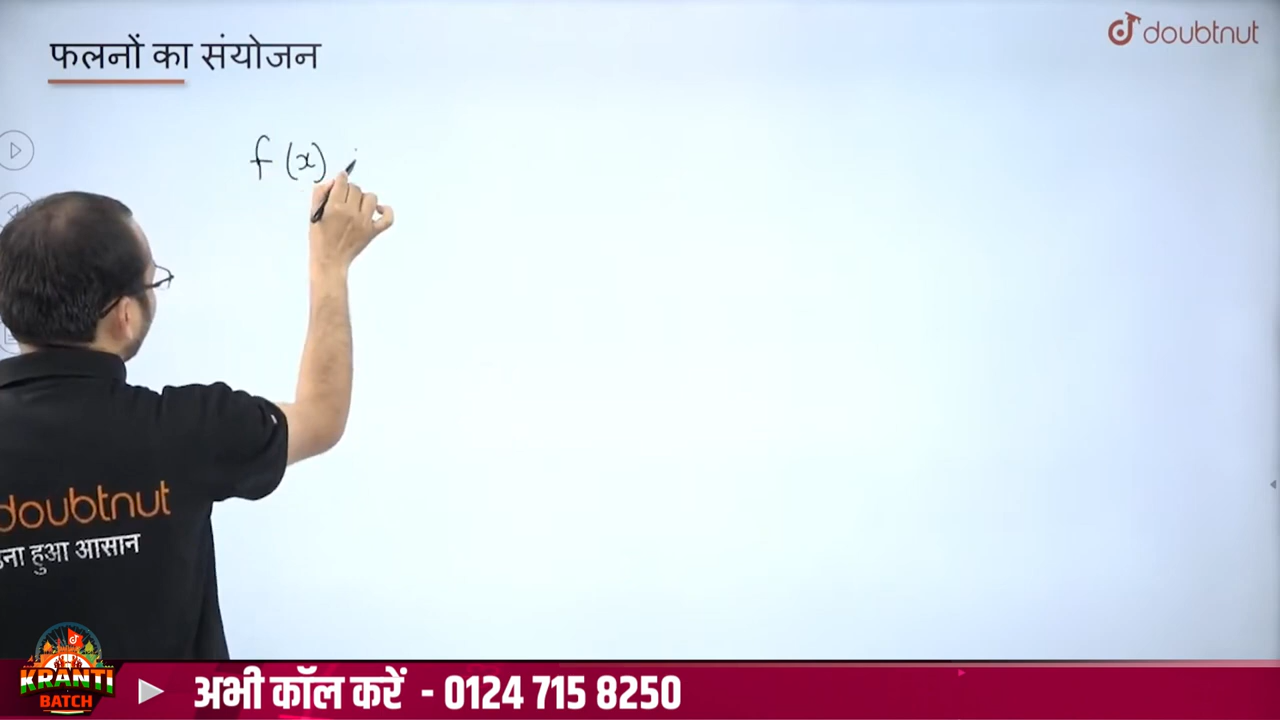 फलनों का संयोजन
doubtnut
f (x)
doubtnut
ना हुआ आसान
KRANTI
BATCH
अभी कॉल करें - 0124 715 8250